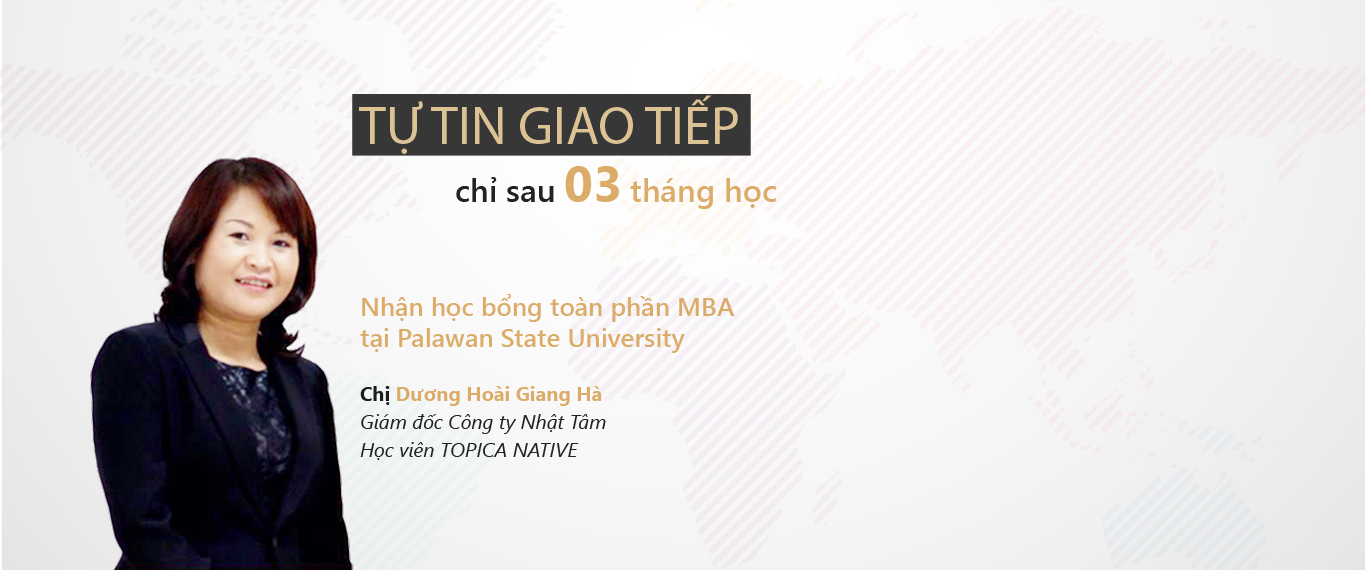 TỰ TIN GIAO TIẾP
chỉ sau 03 tháng học
Nhận học bổng toàn phần MBA
tại Palawan State University
Chị Dương Hoài Giang Hà
Giám đốc Công ty Nhật Tâm
Học viên TOPICA NATIVE